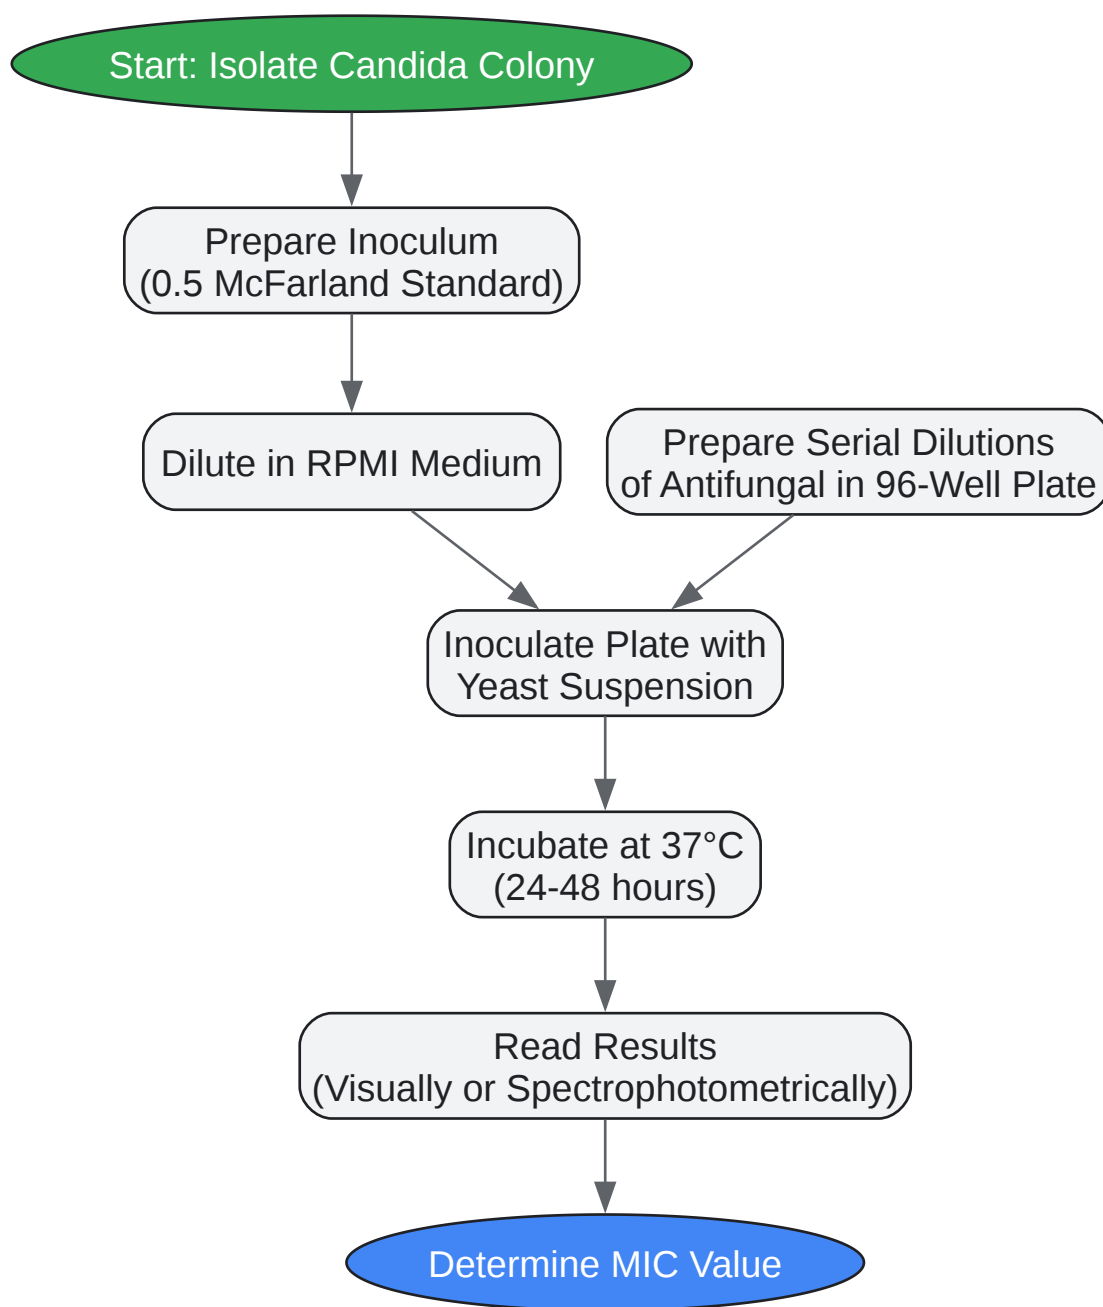 Start: Isolate Candida Colony
Prepare Inoculum
(0.5 McFarland Standard)
Dilute in RPMI Medium
Prepare Serial Dilutions
of Antifungal in 96-Well Plate
Inoculate Plate with
Yeast Suspension
Incubate at 37°C
(24-48 hours)
Read Results
(Visually or Spectrophotometrically)
Determine MIC Value